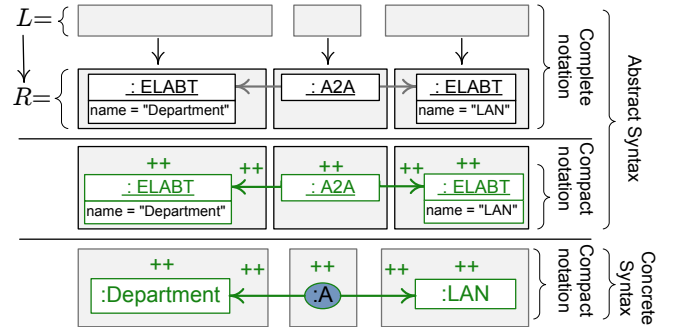 L=
R=
: ELABT
name = "Department"
: A2A
: ELABT
name = "LAN"
Complete
notation
Abstract Syntax
++
++
++
++
++
: ELABT
name = "Department"
: A2A
: ELABT
name = "LAN"
Compact
notation
++
++
++
++
++
:Department
:A
:LAN
Compact
notation
Concrete
Syntax